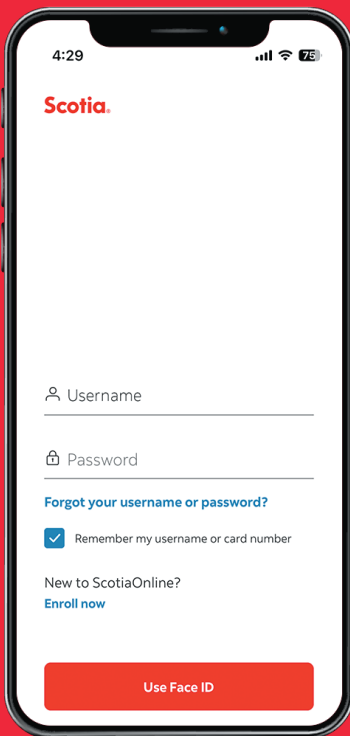 4:29
75
Scotia
Username
Password
Forgot your username or password?
Remember my username or card number
New to ScotiaOnline?
Enroll now
Use Face ID